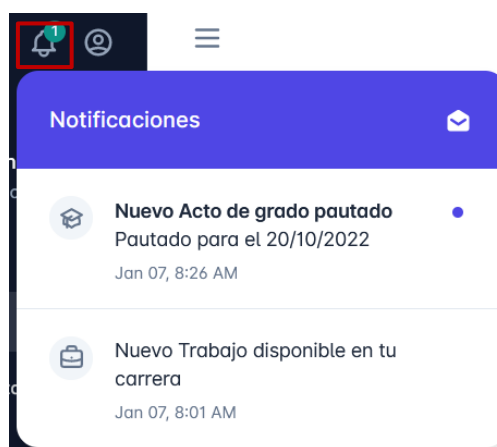 1
Notificaciones
Nuevo Acto de grado pautado
Pautado para el 20/10/2022
Jan 07, 8:26 AM
Nuevo Trabajo disponible en tu
carrera
Jan 07, 8:01 AM